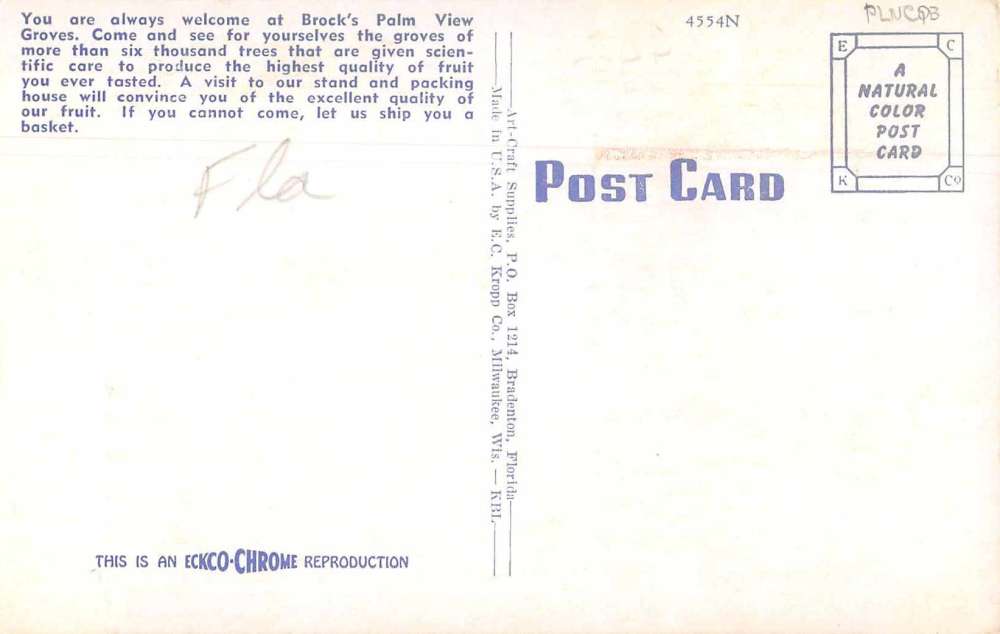 You are always welcome at Brock's Palm View
Groves. Come and see for yourselves the groves of
more than six thousand trees that are given scien-
tific care to produce the highest quality of fruit
you ever tasted. A visit to our stand and packing
house will convince you of the excellent quality of
our fruit. If you cannot come, let us ship you a
basket.
Fla
THIS IS AN ECKCO-CHROME REPRODUCTION
Art-Craft Supplies, P.O. Box 1214, Bradenton, Florida
Made in U.S.A. by E.C. Kropp Co., Milwaukee, Wis. — KBL
4554N
POST CARD
E C
A
NATURAL
COLOR
POST
CARD
K Co